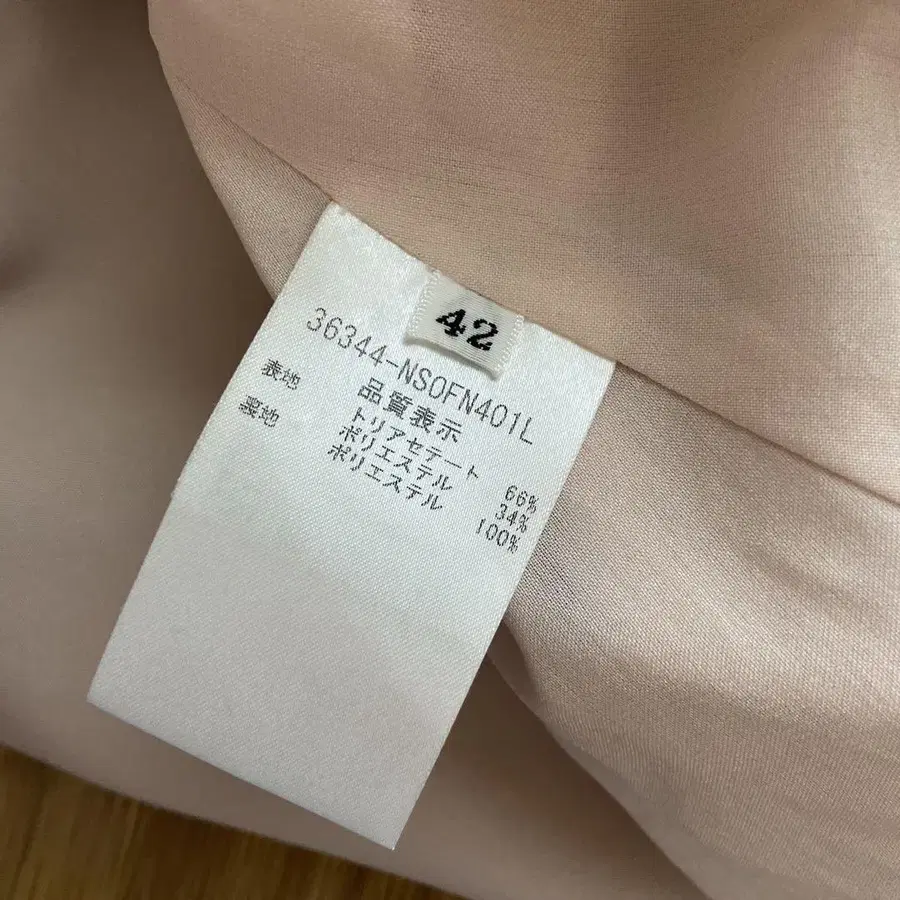 42
36344-NS0FN401L
品質表示
表地 トリアセテート 66%
ポリエステル 34%
裏地 ポリエステル 100%